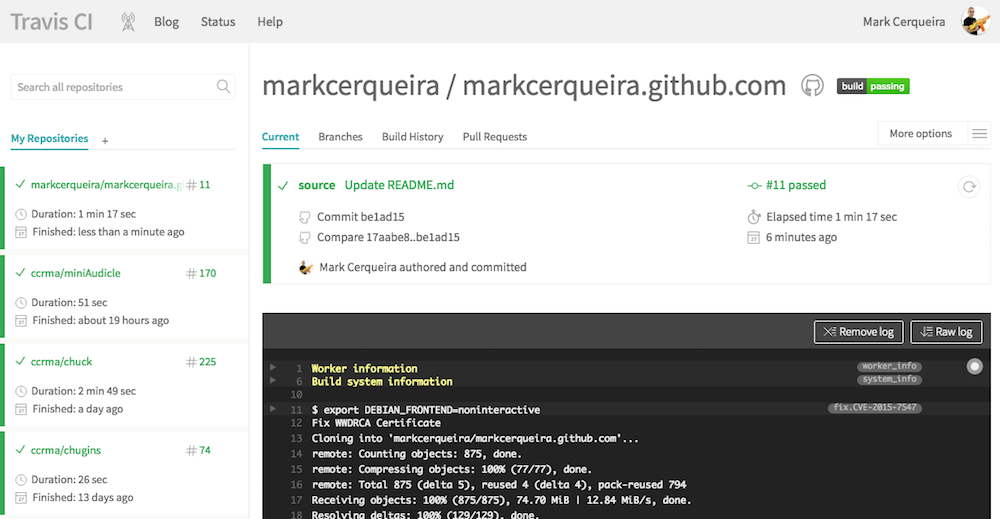 Travis CI Blog Status Help Mark Cerqueira
Search all repositories
My Repositories +
markcerqueira/markcerqueira.g # 11
Duration: 1 min 17 sec
Finished: less than a minute ago
ccrma/miniAudicle # 170
Duration: 51 sec
Finished: about 19 hours ago
ccrma/chuck # 225
Duration: 2 min 49 sec
Finished: a day ago
ccrma/chugins # 74
Duration: 26 sec
Finished: 13 days ago
markcerqueira / markcerqueira.github.com build passing
Current Branches Build History Pull Requests More options
source Update README.md #11 passed
Commit be1ad15 Elapsed time 1 min 17 sec
Compare 17aabe8..be1ad15 6 minutes ago
Mark Cerqueira authored and committed
Remove log Raw log
1 Worker information worker_info
6 Build system information system_info
10
11 $ export DEBIAN_FRONTEND=noninteractive fix.CVE-2015-7547
12 Fix WWDRCA Certificate
13 Cloning into 'markcerqueira/markcerqueira.github.com'...
14 remote: Counting objects: 875, done.
15 remote: Compressing objects: 100% (77/77), done.
16 remote: Total 875 (delta 5), reused 4 (delta 4), pack-reused 794
17 Receiving objects: 100% (875/875), 74.70 MiB | 12.84 MiB/s, done.
18 Resolving deltas: 100% (129/129), done.